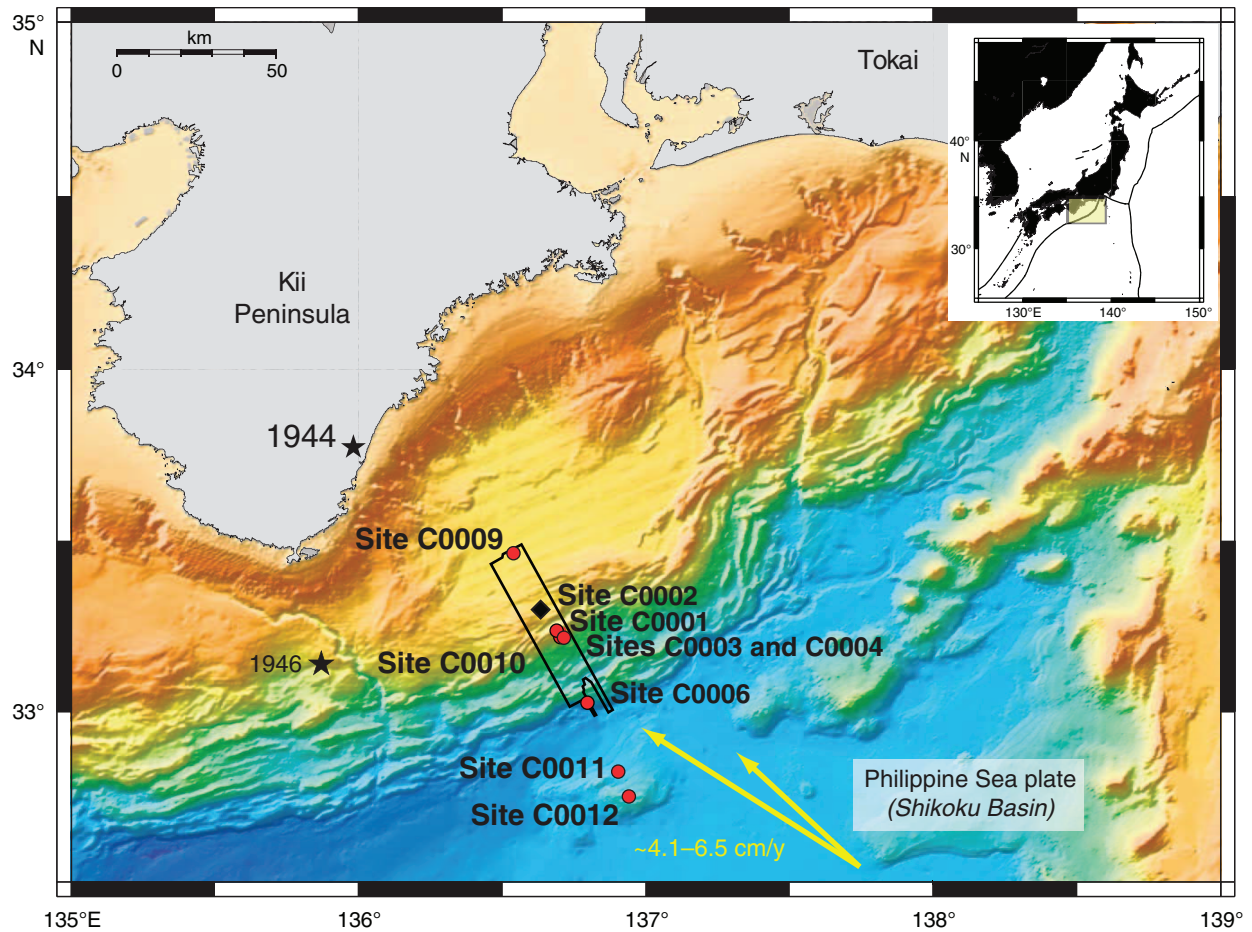 35°
N
km
0
50
Tokai
40°
N
30°
130°E
140°
150°
Kii
Peninsula
34°
1944
Site C0009
Site C0002
Site C0001
Sites C0003 and C0004
Site C0010
1946
Site C0006
33°
Site C0011
Philippine Sea plate
(Shikoku Basin)
Site C0012
~4.1–6.5 cm/y
135°E
136°
137°
138°
139°